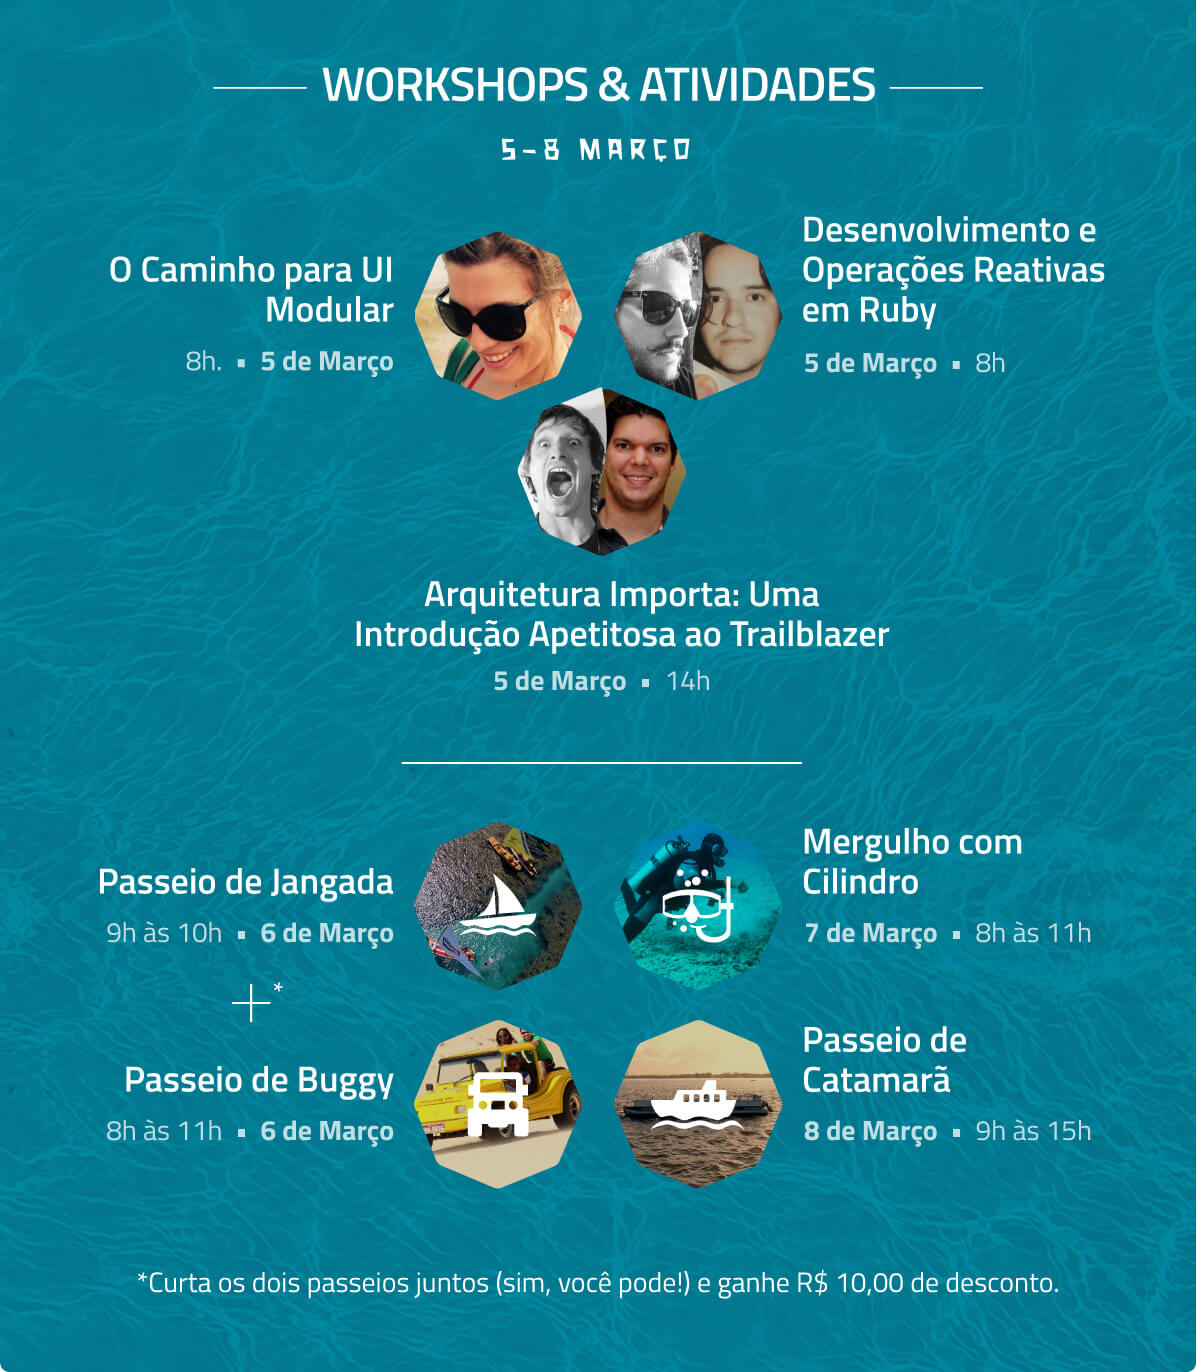 WORKSHOPS & ATIVIDADES
5-8 MARÇO
O Caminho para UI
Modular
8h. ▪ 5 de Março
Desenvolvimento e
Operações Reativas
em Ruby
5 de Março ▪ 8h
Arquitetura Importa: Uma
Introdução Apetitosa ao Trailblazer
5 de Março ▪ 14h
Passeio de Jangada
9h às 10h ▪ 6 de Março
+*
Passeio de Buggy
8h às 11h ▪ 6 de Março
Mergulho com
Cilindro
7 de Março ▪ 8h às 11h
Passeio de
Catamarã
8 de Março ▪ 9h às 15h
*Curta os dois passeios juntos (sim, você pode!) e ganhe R$ 10,00 de desconto.